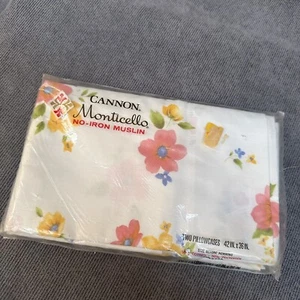 CANNON®
Monticello
NO-IRON MUSLIN
TWO PILLOWCASES 42 IN. X 36 IN.